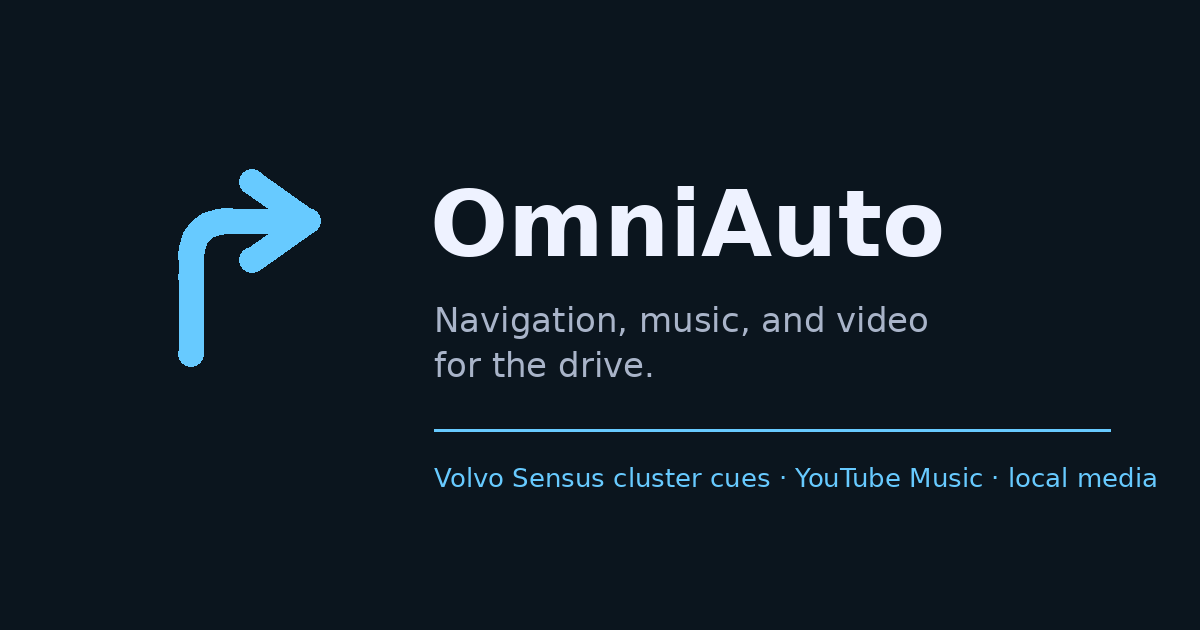 OmniAuto
Navigation, music, and video
for the drive.
Volvo Sensus cluster cues · YouTube Music · local media